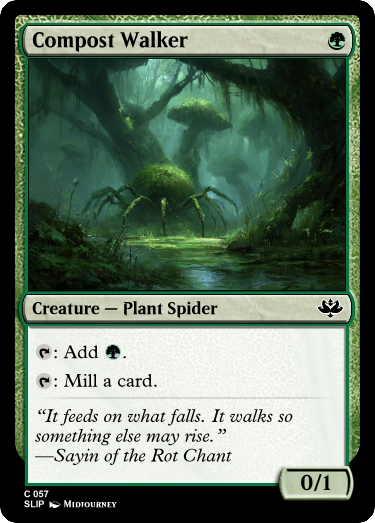 Compost Walker
Creature — Plant Spider
: Add .
: Mill a card.
“It feeds on what falls. It walks so
something else may rise.”
—Sayin of the Rot Chant
0/1
C 057
SLIP Midjourney